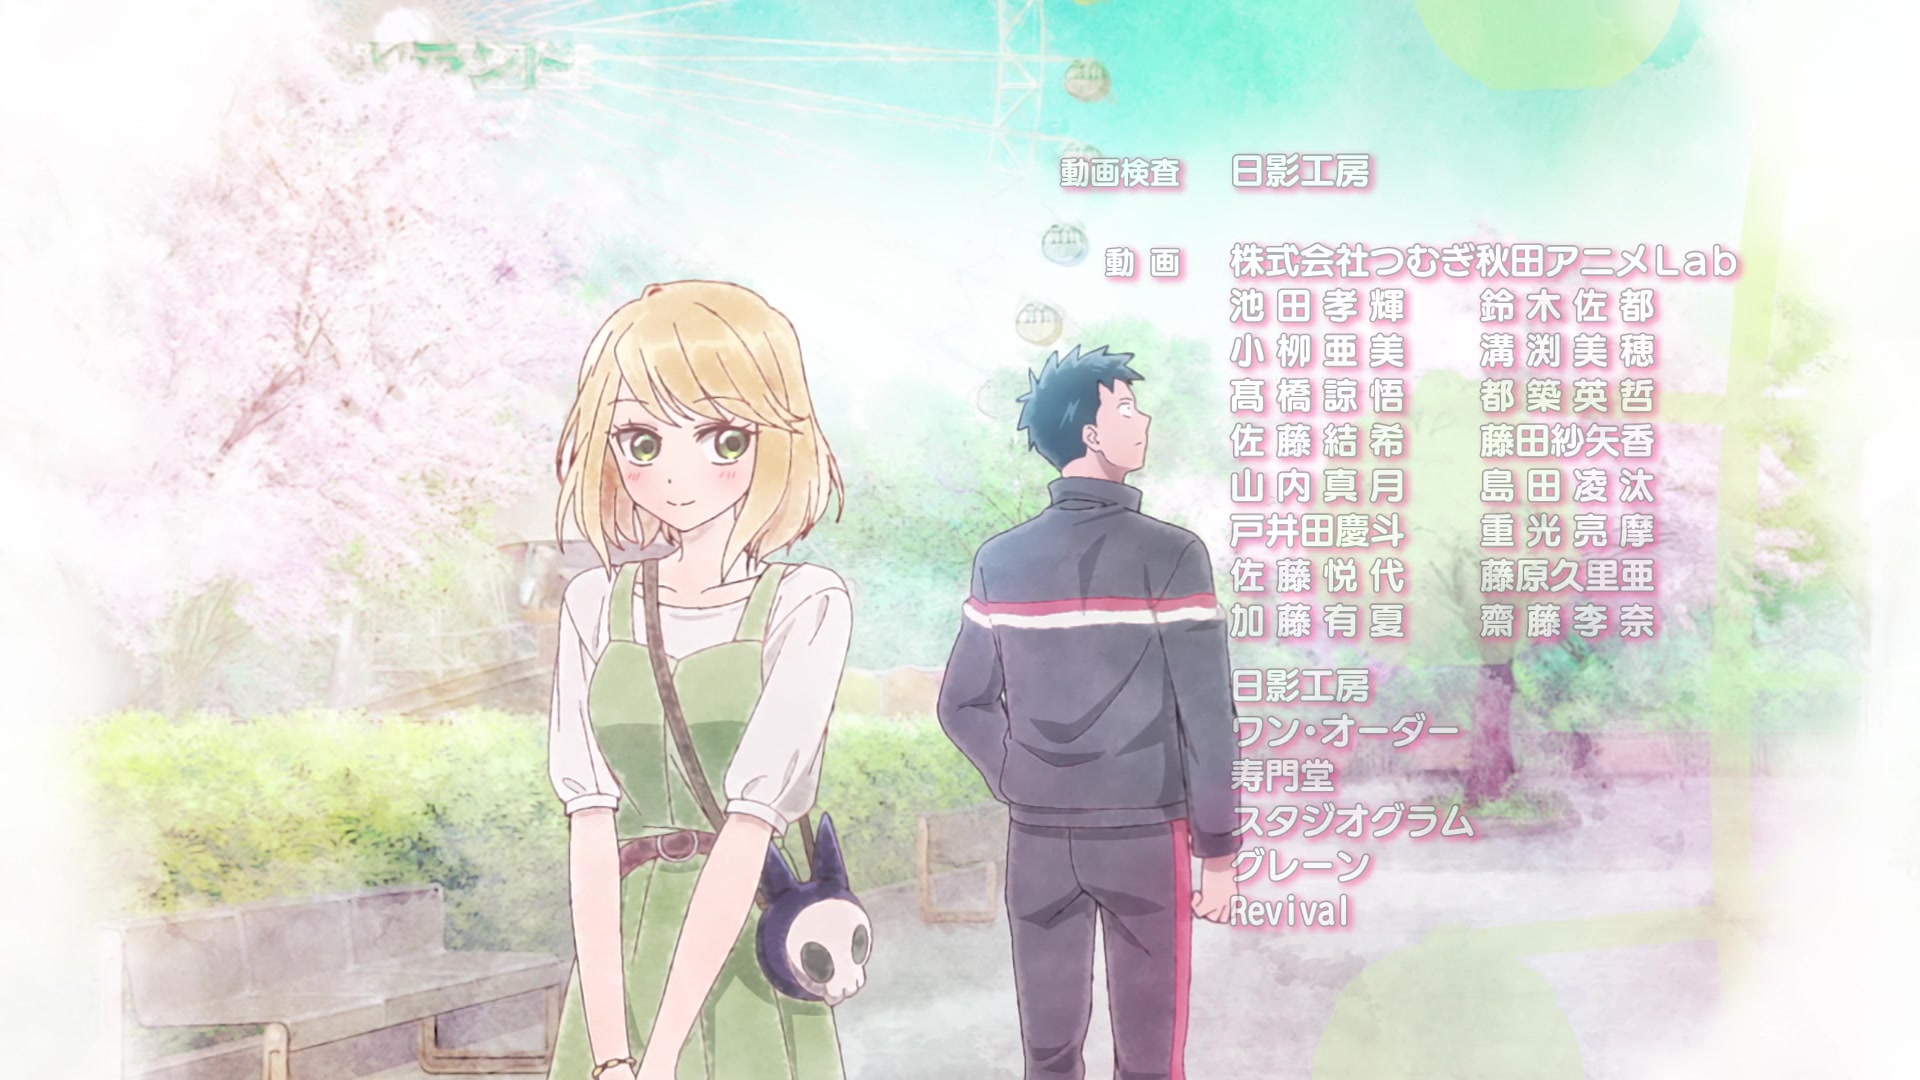 動画検査 日影工房
動画 株式会社つむぎ秋田アニメLab
池田孝輝 鈴木佐都
小柳亜美 溝渕美穂
髙橋諒悟 都築英哲
佐藤結希 藤田紗矢香
山内真月 島田凌汰
戸井田慶斗 重光亮摩
佐藤悦代 藤原久里亜
加藤有夏 齋藤李奈
日影工房
ワン・オーダー
寿門堂
スタジオグラム
グレーン
Revival